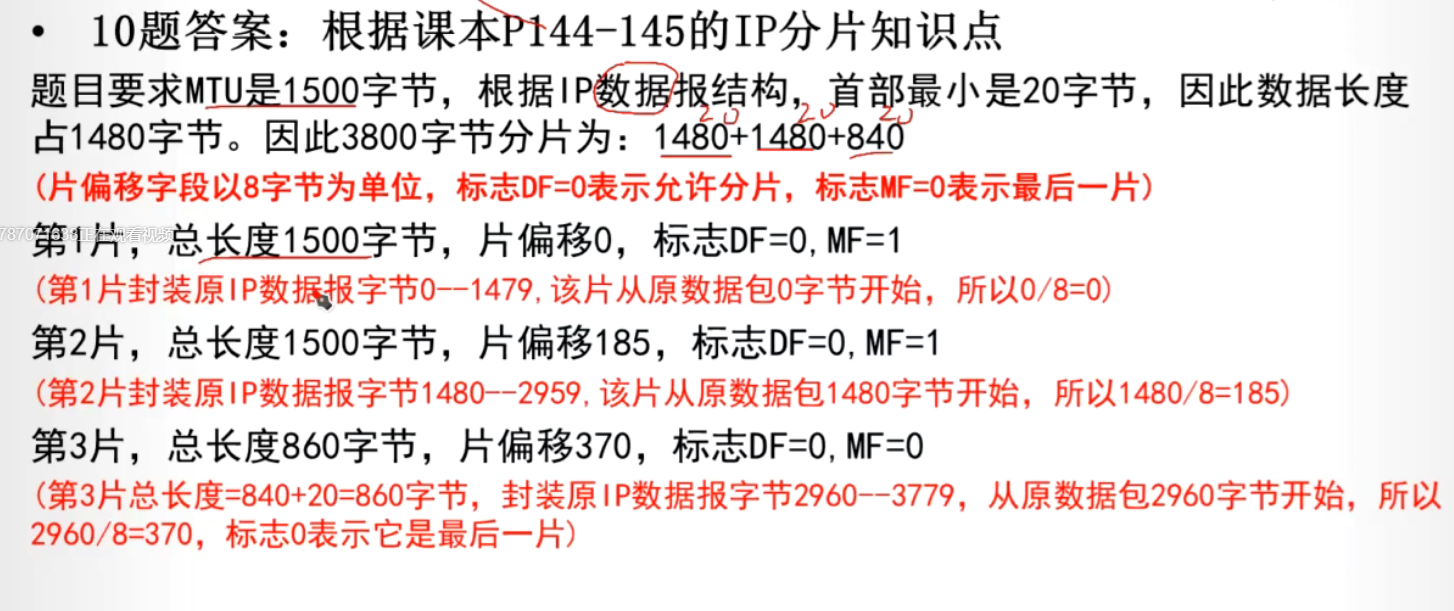 • 10题答案：根据课本P144-145的IP分片知识点
题目要求MTU是1500字节，根据IP数据报结构，首部最小是20字节，因此数据长度
占1480字节。因此3800字节分片为：1480+1480+840
20 20 20
(片偏移字段以8字节为单位，标志DF=0表示允许分片，标志MF=0表示最后一片)
第1片，总长度1500字节，片偏移0，标志DF=0,MF=1
正在观看视频
(第1片封装原IP数据报字节0--1479,该片从原数据包0字节开始，所以0/8=0)
第2片，总长度1500字节，片偏移185，标志DF=0,MF=1
(第2片封装原IP数据报字节1480--2959,该片从原数据包1480字节开始，所以1480/8=185)
第3片，总长度860字节，片偏移370，标志DF=0,MF=0
(第3片总长度=840+20=860字节，封装原IP数据报字节2960--3779，从原数据包2960字节开始，所以
2960/8=370，标志0表示它是最后一片)